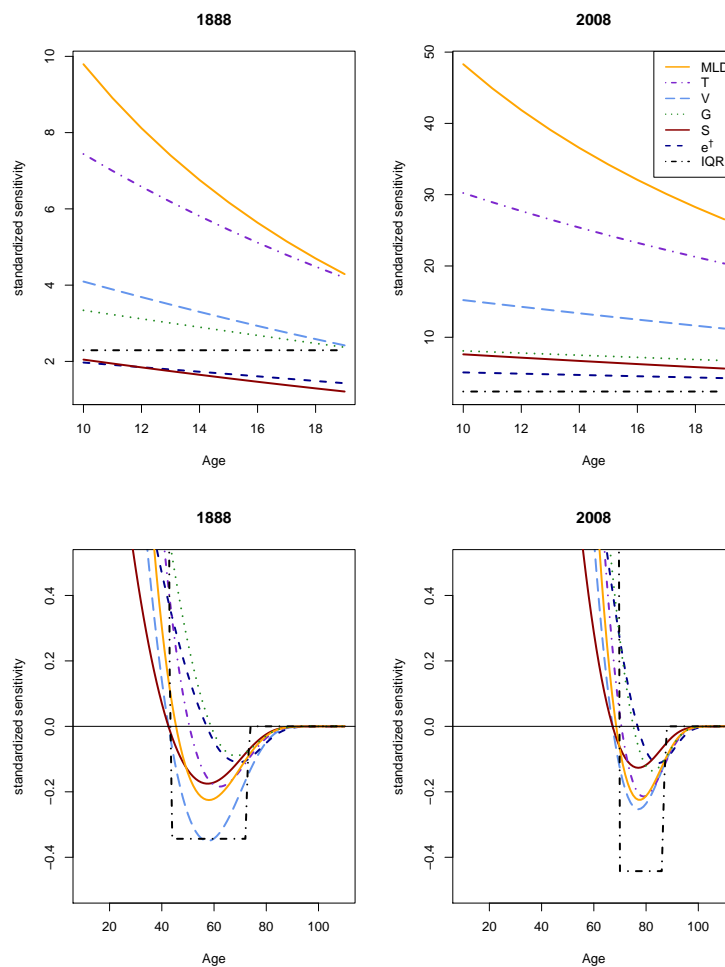 1888
standardized sensitivity
10
8
6
4
2
10 12 14 16 18
Age
2008
standardized sensitivity
50
40
30
20
10
10 12 14 16 18
Age
MLD
T
V
G
S
e†
IQR
1888
standardized sensitivity
0.4
0.2
0.0
−0.2
−0.4
20 40 60 80 100
Age
2008
standardized sensitivity
0.4
0.2
0.0
−0.2
−0.4
20 40 60 80 100
Age